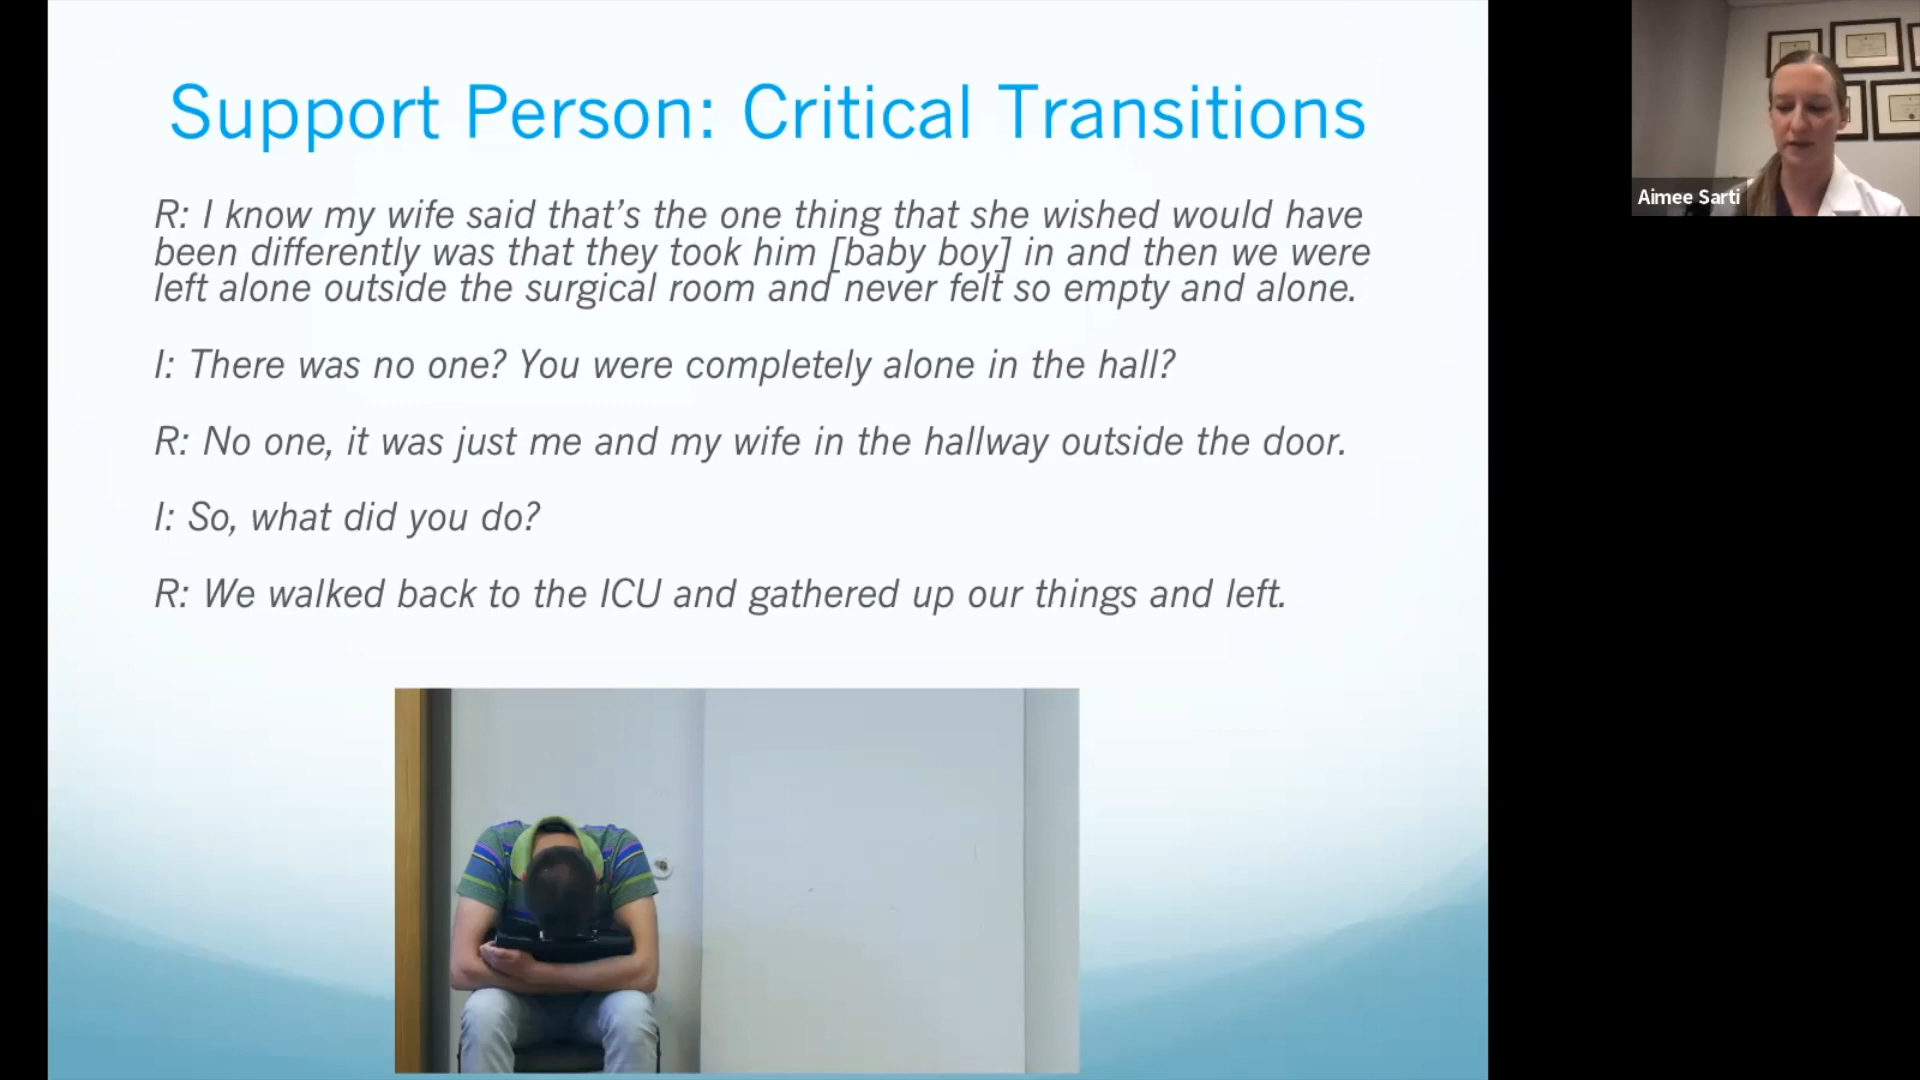 Support Person: Critical Transitions
R: I know my wife said that’s the one thing that she wished would have
been differently was that they took him [baby boy] in and then we were
left alone outside the surgical room and never felt so empty and alone.
I: There was no one? You were completely alone in the hall?
R: No one, it was just me and my wife in the hallway outside the door.
I: So, what did you do?
R: We walked back to the ICU and gathered up our things and left.
Aimee Sarti